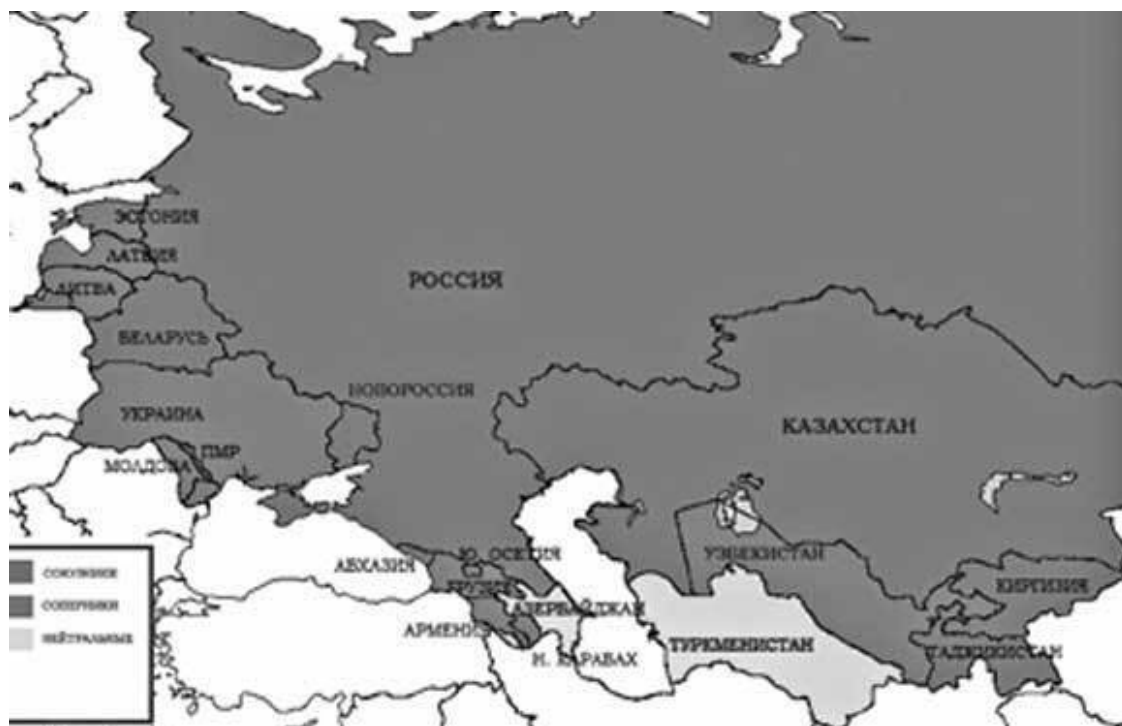 ЭСТОНИЯ
ЛАТВИЯ
ЛИТВА
РОССИЯ
БЕЛАРУСЬ
НОВОРОССИЯ
УКРАИНА
КАЗАХСТАН
ПМР
МОЛДОВА
АБХАЗИЯ
Ю. ОСЕТИЯ
УЗБЕКИСТАН
ГРУЗИЯ
КИРГИЗИЯ
АЗЕРБАЙДЖАН
АРМЕНИЯ
ТУРКМЕНИСТАН
ТАДЖИКИСТАН
Н. КАРАБАХ
СОЮЗНИКИ
СОПЕРНИКИ
НЕЙТРАЛЬНЫХ